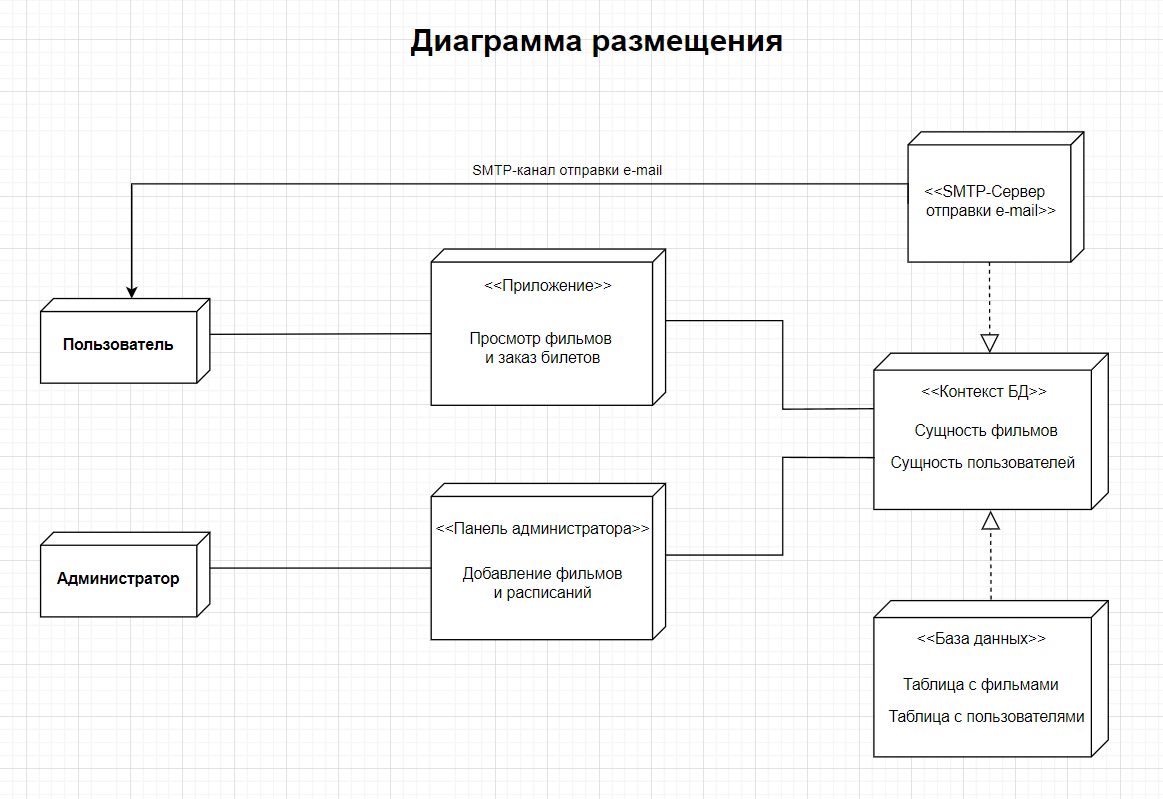 Диаграмма размещения
SMTP-канал отправки e-mail
<<SMTP-Сервер
отправки e-mail>>
<<Приложение>>
Просмотр фильмов
и заказ билетов
Пользователь
<<Контекст БД>>
Сущность фильмов
Сущность пользователей
<<Панель администратора>>
Добавление фильмов
и расписаний
Администратор
<<База данных>>
Таблица с фильмами
Таблица с пользователями